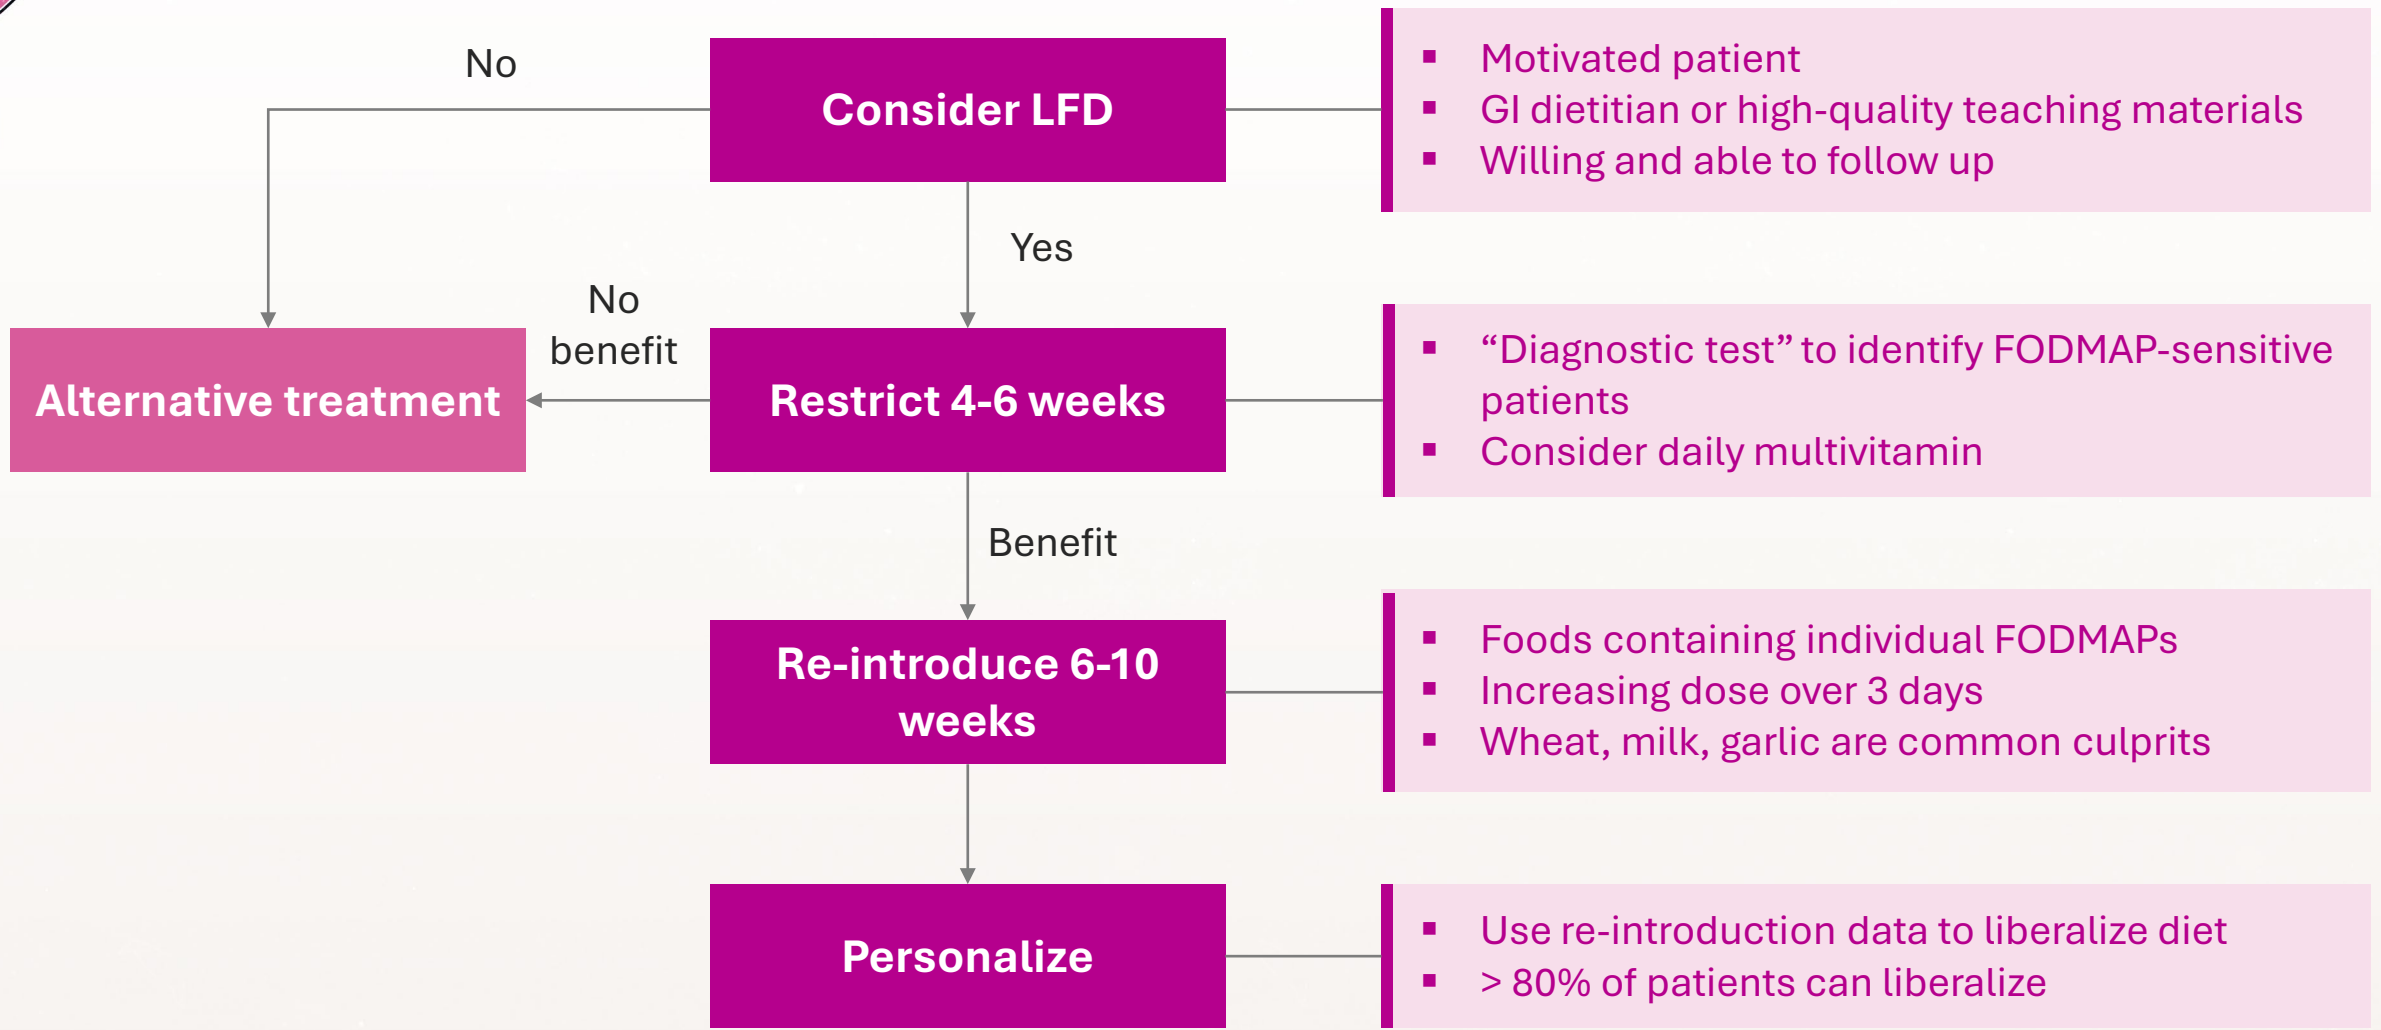 No
Consider LFD
▪ Motivated patient
▪ GI dietitian or high-quality teaching materials
▪ Willing and able to follow up
Yes
No
benefit
Alternative treatment
Restrict 4-6 weeks
▪ “Diagnostic test” to identify FODMAP-sensitive
patients
▪ Consider daily multivitamin
Benefit
Re-introduce 6-10
weeks
▪ Foods containing individual FODMAPs
▪ Increasing dose over 3 days
▪ Wheat, milk, garlic are common culprits
Personalize
▪ Use re-introduction data to liberalize diet
▪ > 80% of patients can liberalize